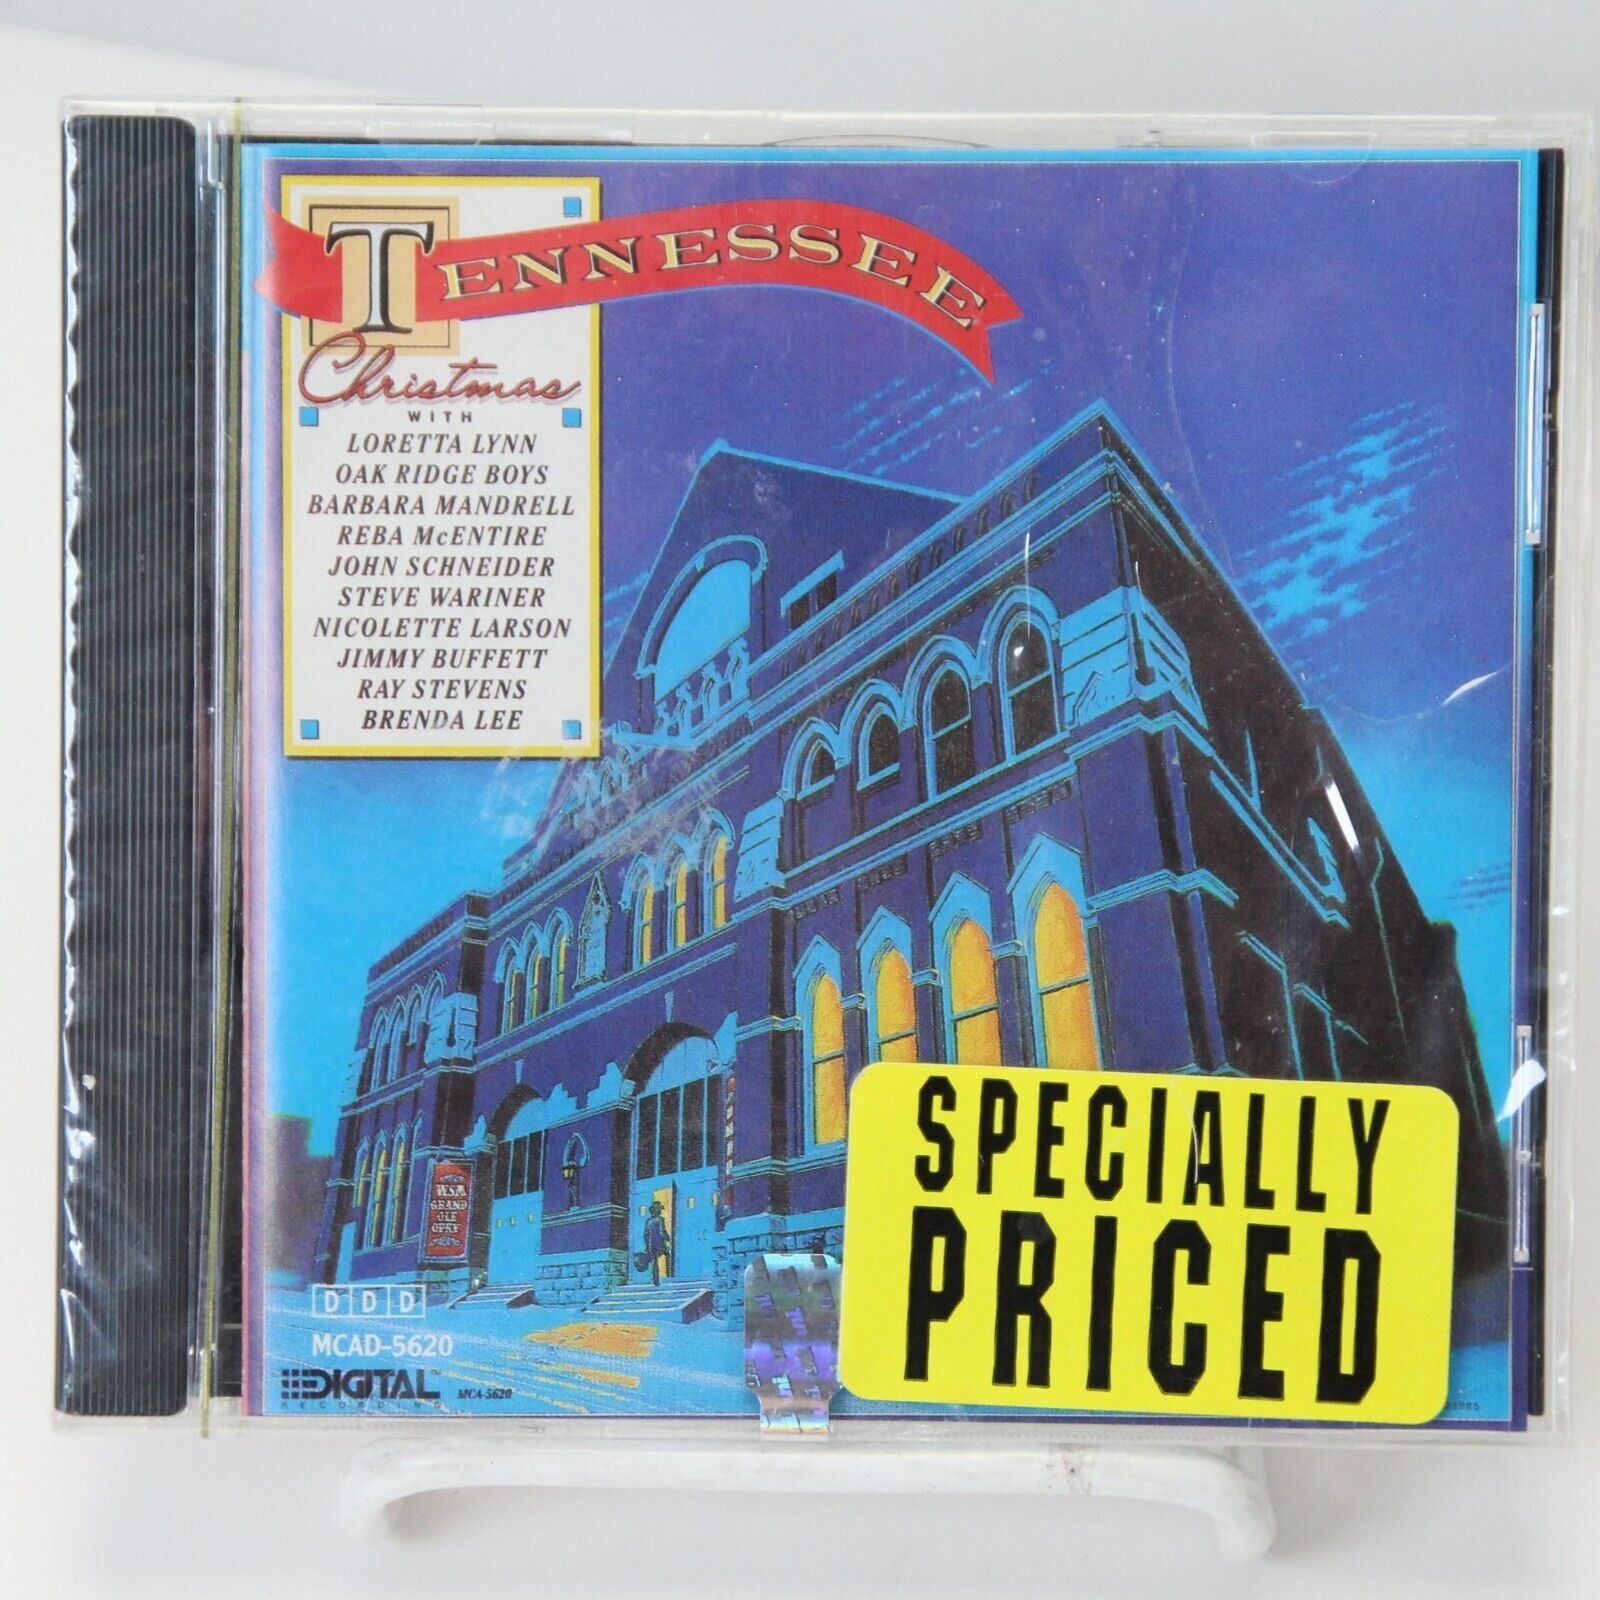 TENNESSEE
Christmas
WITH
LORETTA LYNN
OAK RIDGE BOYS
BARBARA MANDRELL
REBA McENTIRE
JOHN SCHNEIDER
STEVE WARINER
NICOLETTE LARSON
JIMMY BUFFETT
RAY STEVENS
BRENDA LEE
WSM
GRAND
OLE
OPRY
SPECIALLY
PRICED
D D D
MCAD-5620
DIGITAL
RECORDING
MCA-5620